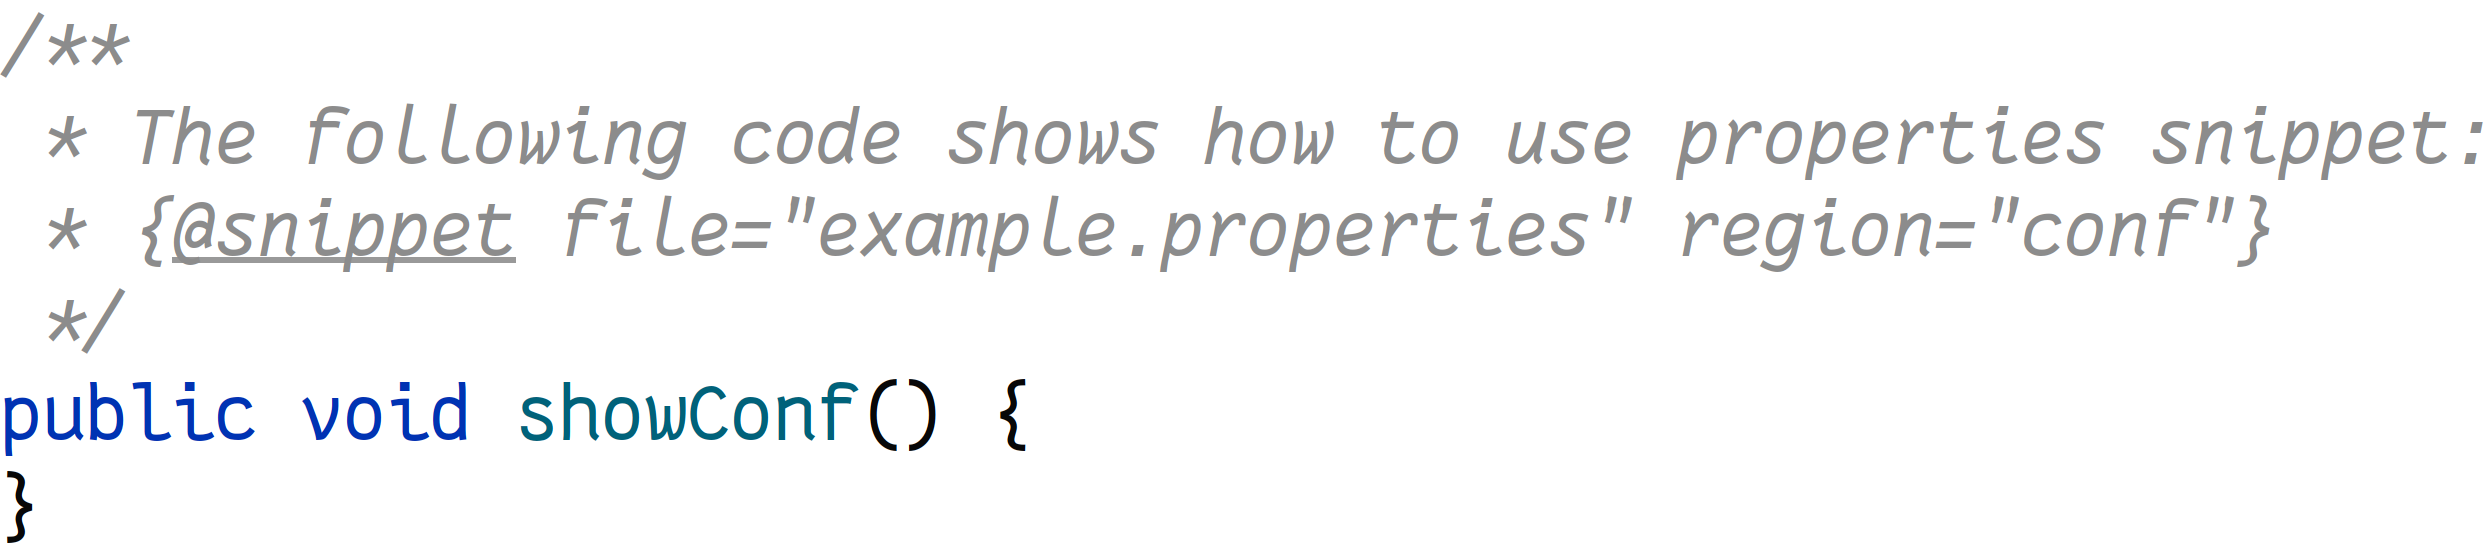 /**
 * The following code shows how to use properties snippet:
 * {@snippet file="example.properties" region="conf"}
 */
public void showConf() {
}